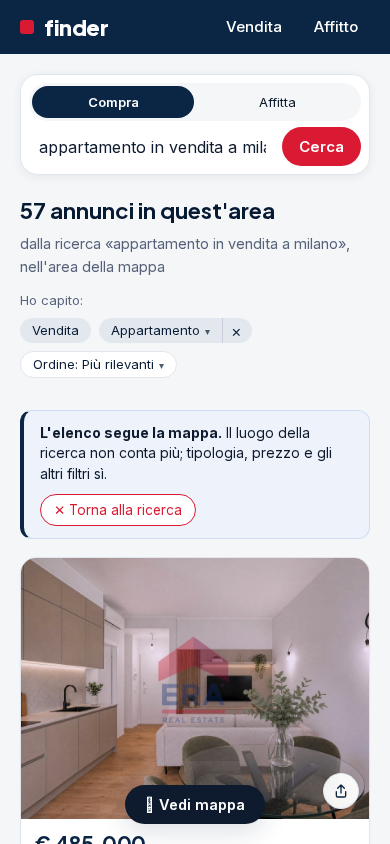 finder
Vendita
Affitto
Compra
Affitta
appartamento in vendita a mil
Cerca
57 annunci in quest'area
dalla ricerca «appartamento in vendita a milano»,
nell'area della mappa
Ho capito:
Vendita
Appartamento ▾ ×
Ordine: Più rilevanti ▾
L'elenco segue la mappa. Il luogo della
ricerca non conta più; tipologia, prezzo e gli
altri filtri sì.
✕ Torna alla ricerca
ERA
REAL ESTATE
Vedi mappa
€ 485.000